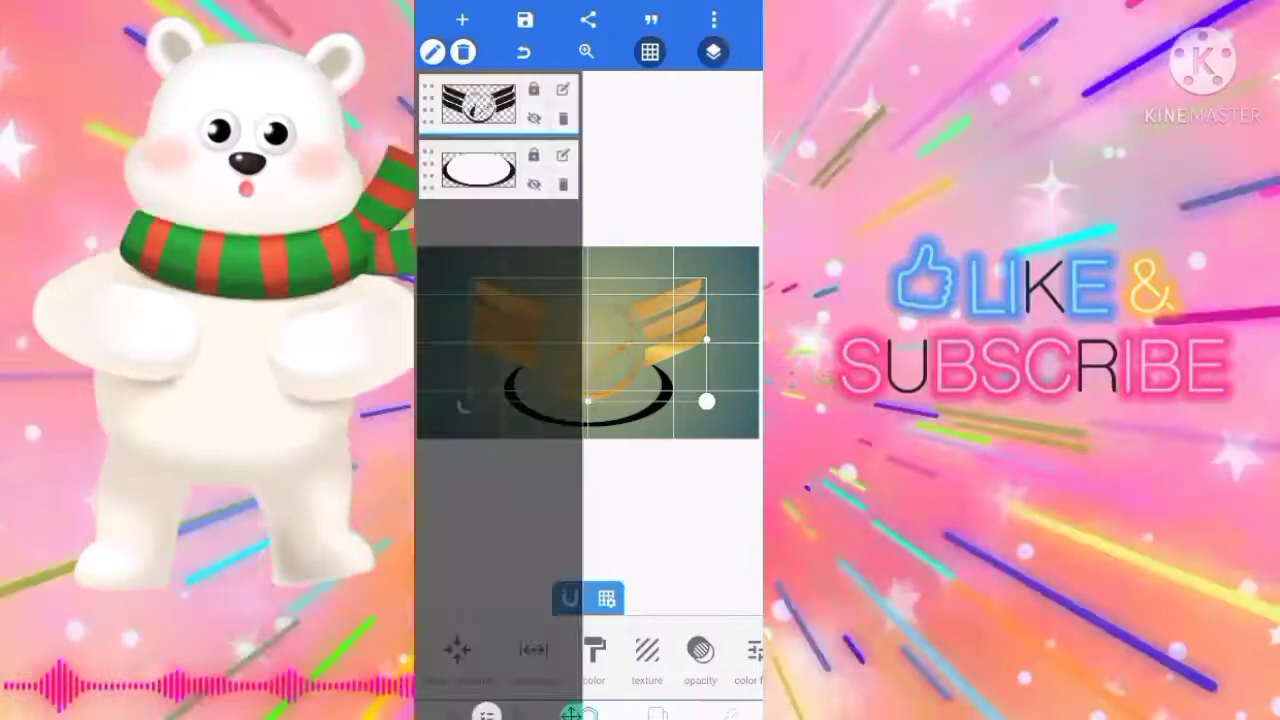 KINEMASTER
LIKE &
SUBSCRIBE
color
texture
opacity
color f